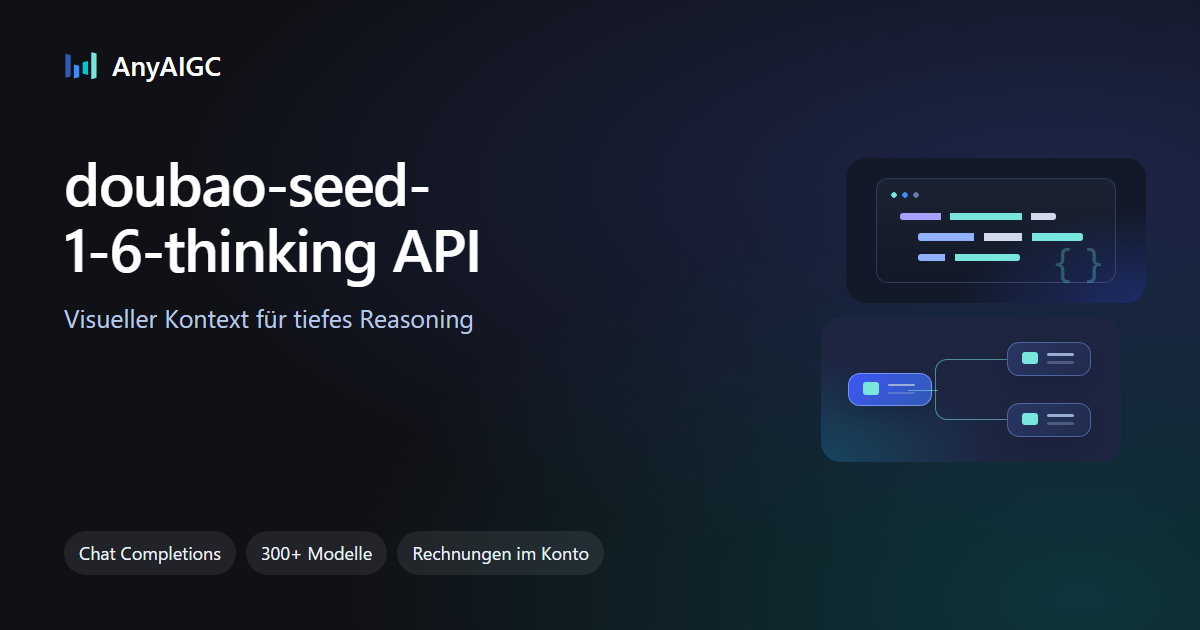 AnyAIGC
doubao-seed-
1-6-thinking API
Visueller Kontext für tiefes Reasoning
{ }
Chat Completions
300+ Modelle
Rechnungen im Konto